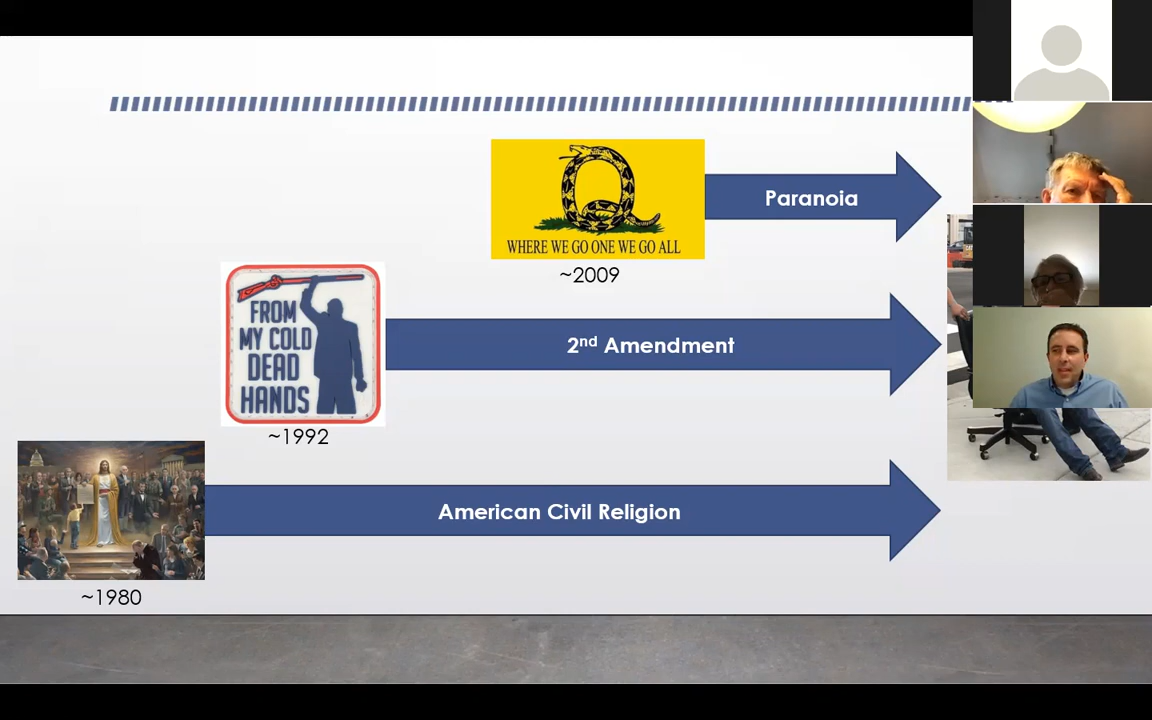 WHERE WE GO ONE WE GO ALL
Paranoia
~2009
FROM
MY COLD
DEAD
HANDS
2nd Amendment
~1992
American Civil Religion
~1980